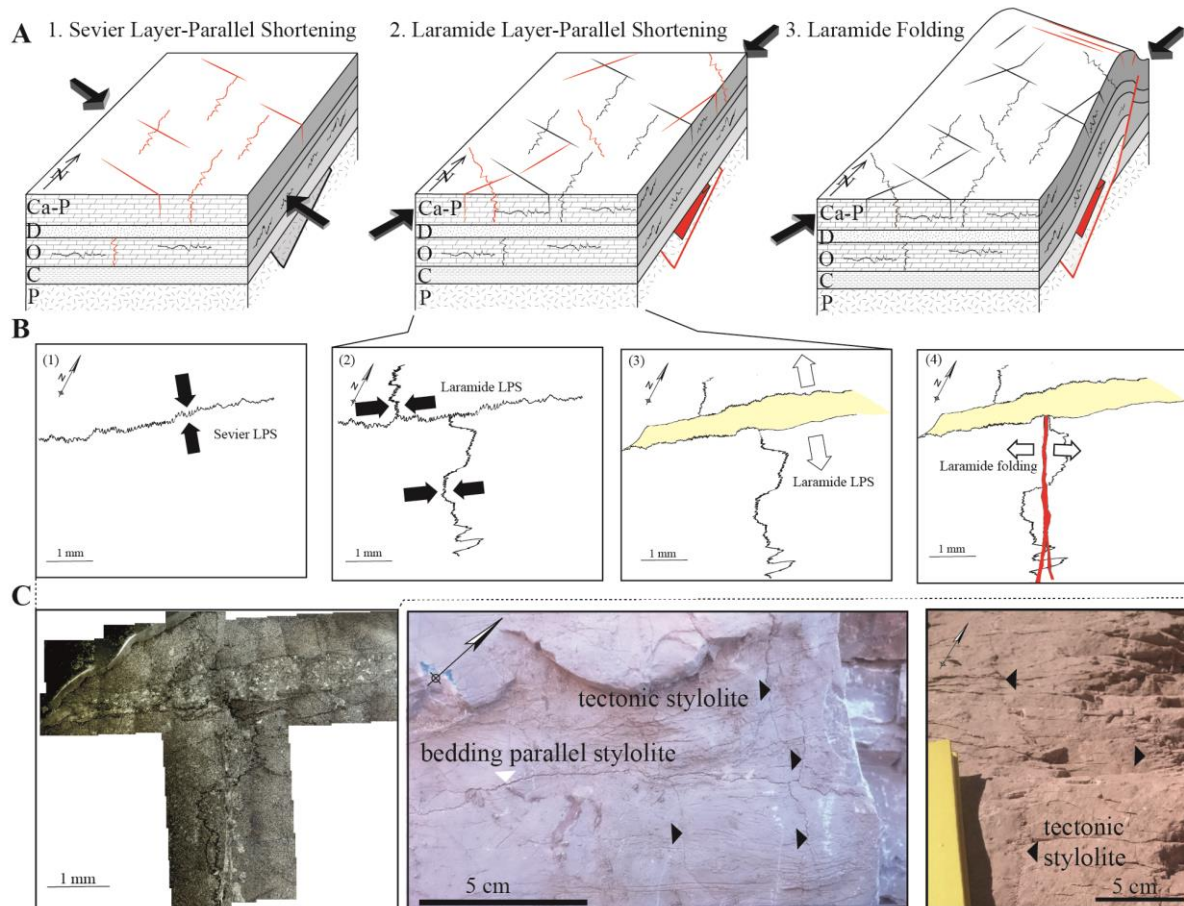 A
1. Sevier Layer-Parallel Shortening
2. Laramide Layer-Parallel Shortening
3. Laramide Folding
N
Ca-P
D
O
C
P
N
N
Ca-P
D
O
C
P
B
(1)
N
Sevier LPS
1 mm
(2)
N
Laramide LPS
1 mm
(3)
N
Laramide LPS
1 mm
(4)
N
Laramide folding
1 mm
C
1 mm
tectonic stylolite
bedding parallel stylolite
5 cm
tectonic
stylolite
5 cm